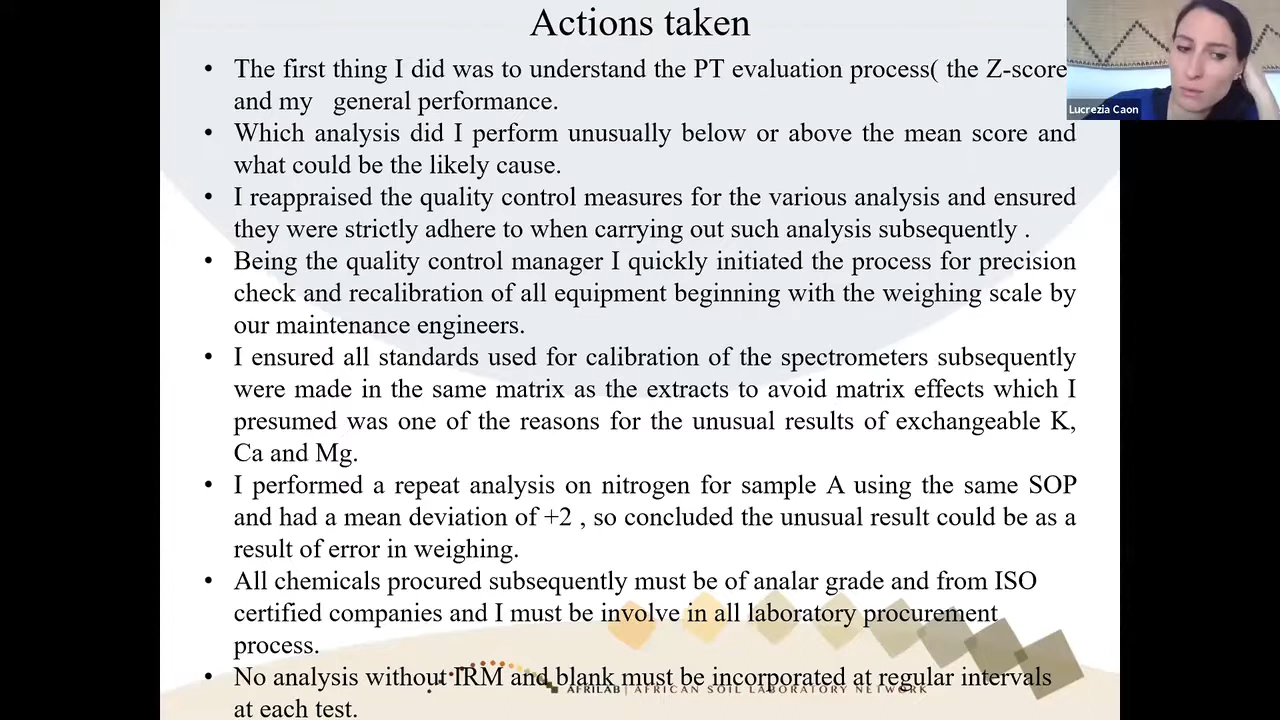 Actions taken
• The first thing I did was to understand the PT evaluation process( the Z-score
and my general performance.
• Which analysis did I perform unusually below or above the mean score and
what could be the likely cause.
• I reappraised the quality control measures for the various analysis and ensured
they were strictly adhere to when carrying out such analysis subsequently .
• Being the quality control manager I quickly initiated the process for precision
check and recalibration of all equipment beginning with the weighing scale by
our maintenance engineers.
• I ensured all standards used for calibration of the spectrometers subsequently
were made in the same matrix as the extracts to avoid matrix effects which I
presumed was one of the reasons for the unusual results of exchangeable K,
Ca and Mg.
• I performed a repeat analysis on nitrogen for sample A using the same SOP
and had a mean deviation of +2 , so concluded the unusual result could be as a
result of error in weighing.
• All chemicals procured subsequently must be of analar grade and from ISO
certified companies and I must be involve in all laboratory procurement
process.
• No analysis without IRM and blank must be incorporated at regular intervals
at each test.
AFRILAB | AFRICAN SOIL LABORATORY NETWORK
Lucrezia Caon